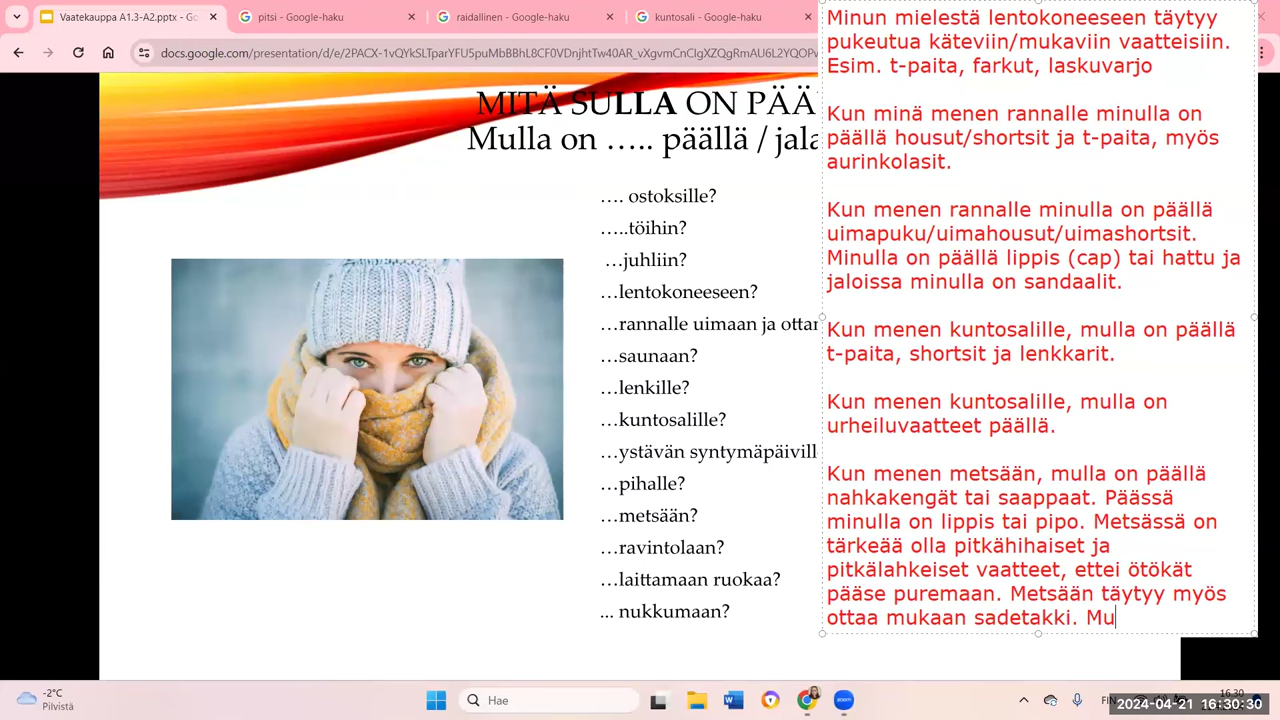 Vaatekauppa A1.3-A2.pptx - Go
pitsi - Google-haku
raidallinen - Google-haku
kuntosali - Google-haku
docs.google.com/presentation/d/e/2PACX-1vQYkSLTparYFU5puMbBBhL8CF0VDnjhtTw40AR_vXgvmCnClgXZQgRmAU6L2YQOP
MITÄ SULLA ON PÄÄ
Mulla on ….. päällä / jala
…. ostoksille?
…..töihin?
…juhliin?
…lentokoneeseen?
…rannalle uimaan ja ottan
…saunaan?
…lenkille?
…kuntosalille?
…ystävän syntymäpäiville
…pihalle?
…metsään?
…ravintolaan?
…laittamaan ruokaa?
... nukkumaan?
Minun mielestä lentokoneeseen täytyy
pukeutua käteviin/mukaviin vaatteisiin.
Esim. t-paita, farkut, laskuvarjo
Kun minä menen rannalle minulla on
päällä housut/shortsit ja t-paita, myös
aurinkolasit.
Kun menen rannalle minulla on päällä
uimapuku/uimahousut/uimashortsit.
Minulla on päällä lippis (cap) tai hattu ja
jaloissa minulla on sandaalit.
Kun menen kuntosalille, mulla on päällä
t-paita, shortsit ja lenkkarit.
Kun menen kuntosalille, mulla on
urheiluvaatteet päällä.
Kun menen metsään, mulla on päällä
nahkakengät tai saappaat. Päässä
minulla on lippis tai pipo. Metsässä on
tärkeää olla pitkähihaiset ja
pitkälahkeiset vaatteet, ettei ötökät
pääse puremaan. Metsään täytyy myös
ottaa mukaan sadetakki. Mu
-2°C
Pilvistä
Hae
zoom
FIN
16.30
2024-04-21 16:30:30